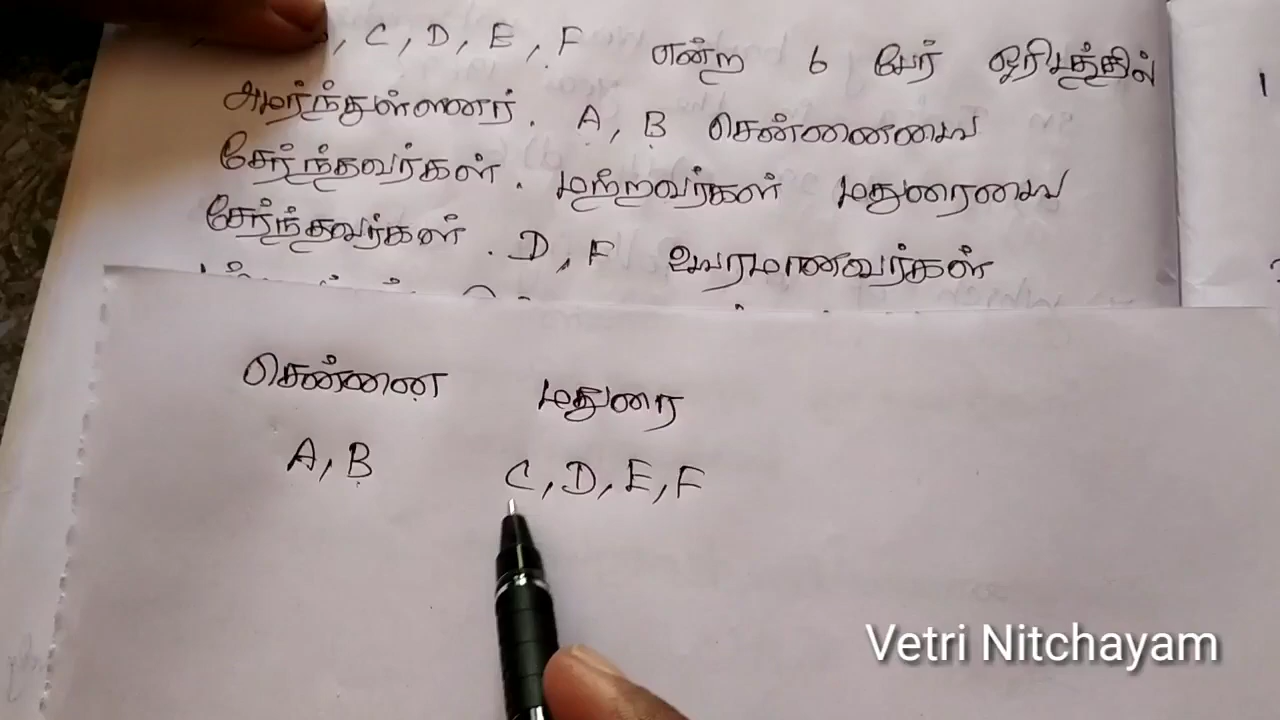 , C, D, E, F என்ற 6 பேர் ஓரிடத்தில்
அமர்ந்துள்ளனர். A, B சென்னையை
சேர்ந்தவர்கள். மற்றவர்கள் மதுரையை
சேர்ந்தவர்கள். D, F உயரமானவர்கள்
சென்னை மதுரை
A, B C, D, E, F
Vetri Nitchayam